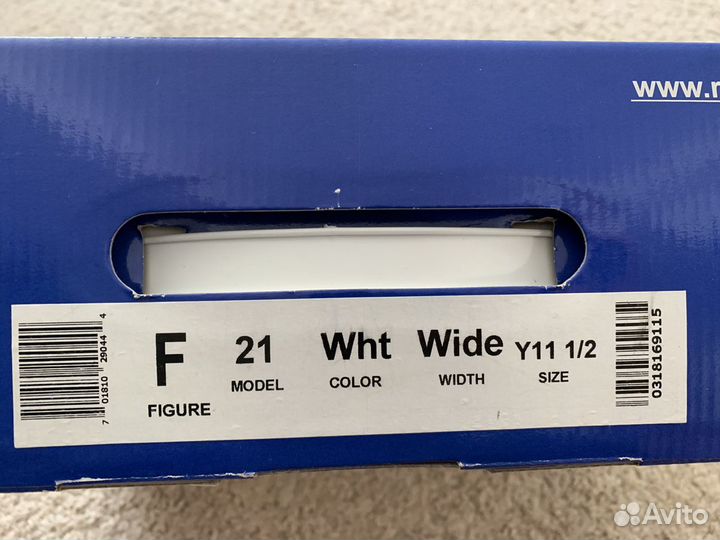 www.r
F 21 Wht Wide Y11 1/2
FIGURE MODEL COLOR WIDTH SIZE
7 01810 29044 4
0318169115
Avito